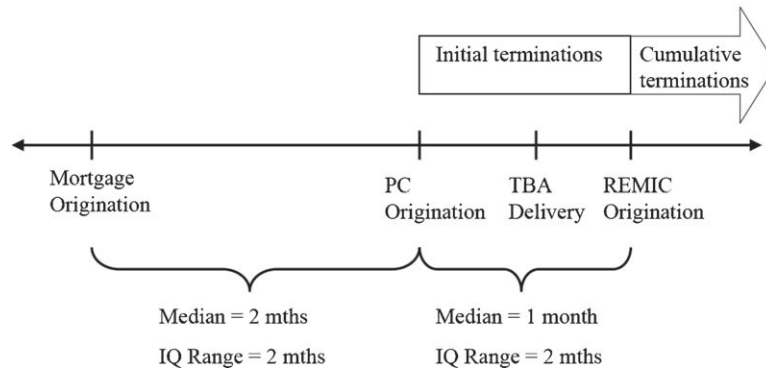 Initial terminations
Cumulative
terminations
Mortgage
Origination
PC
Origination
TBA
Delivery
REMIC
Origination
Median = 2 mths
IQ Range = 2 mths
Median = 1 month
IQ Range = 2 mths